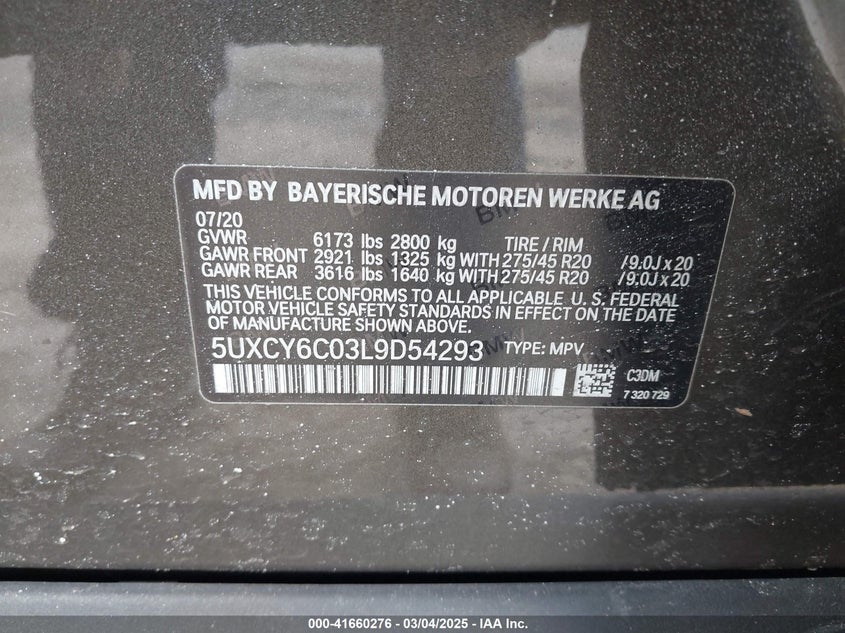 MFD BY BAYERISCHE MOTOREN WERKE AG
07/20
GVWR 6173 lbs 2800 kg TIRE / RIM
GAWR FRONT 2921 lbs 1325 kg WITH 275/45 R20 /9.0J x 20
GAWR REAR 3616 lbs 1640 kg WITH 275/45 R20 /9.0J x 20
THIS VEHICLE CONFORMS TO ALL APPLICABLE U. S. FEDERAL
MOTOR VEHICLE SAFETY STANDARDS IN EFFECT ON THE DATE
OF MANUFACTURE SHOWN ABOVE.
5UXCY6C03L9D54293 TYPE: MPV
C3DM
7 320 729
000-41660276 - 03/04/2025 - IAA Inc.